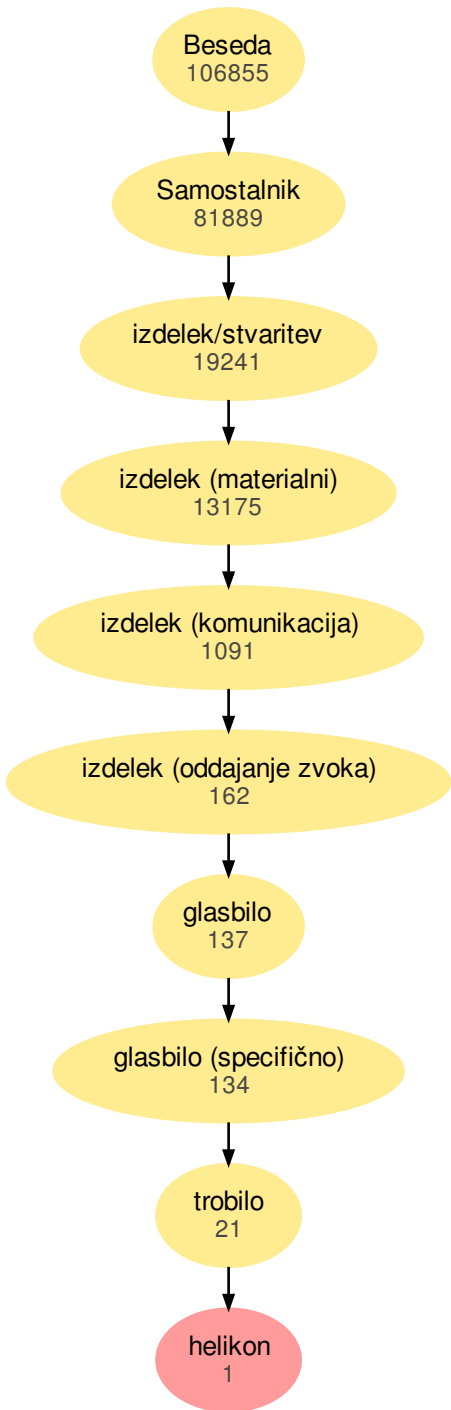 Beseda
106855
Samostalnik
81889
izdelek/stvaritev
19241
izdelek (materialni)
13175
izdelek (komunikacija)
1091
izdelek (oddajanje zvoka)
162
glasbilo
137
glasbilo (specifično)
134
trobilo
21
helikon
1